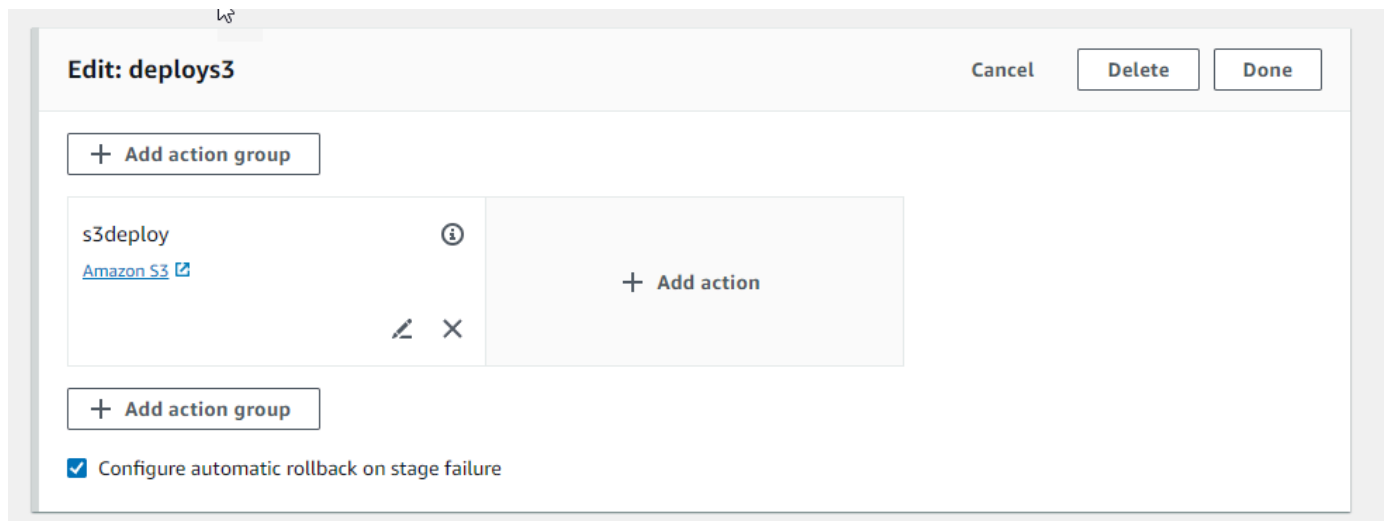 Edit: deploys3
Cancel
Delete
Done
+ Add action group
s3deploy
Amazon S3
+ Add action
+ Add action group
Configure automatic rollback on stage failure